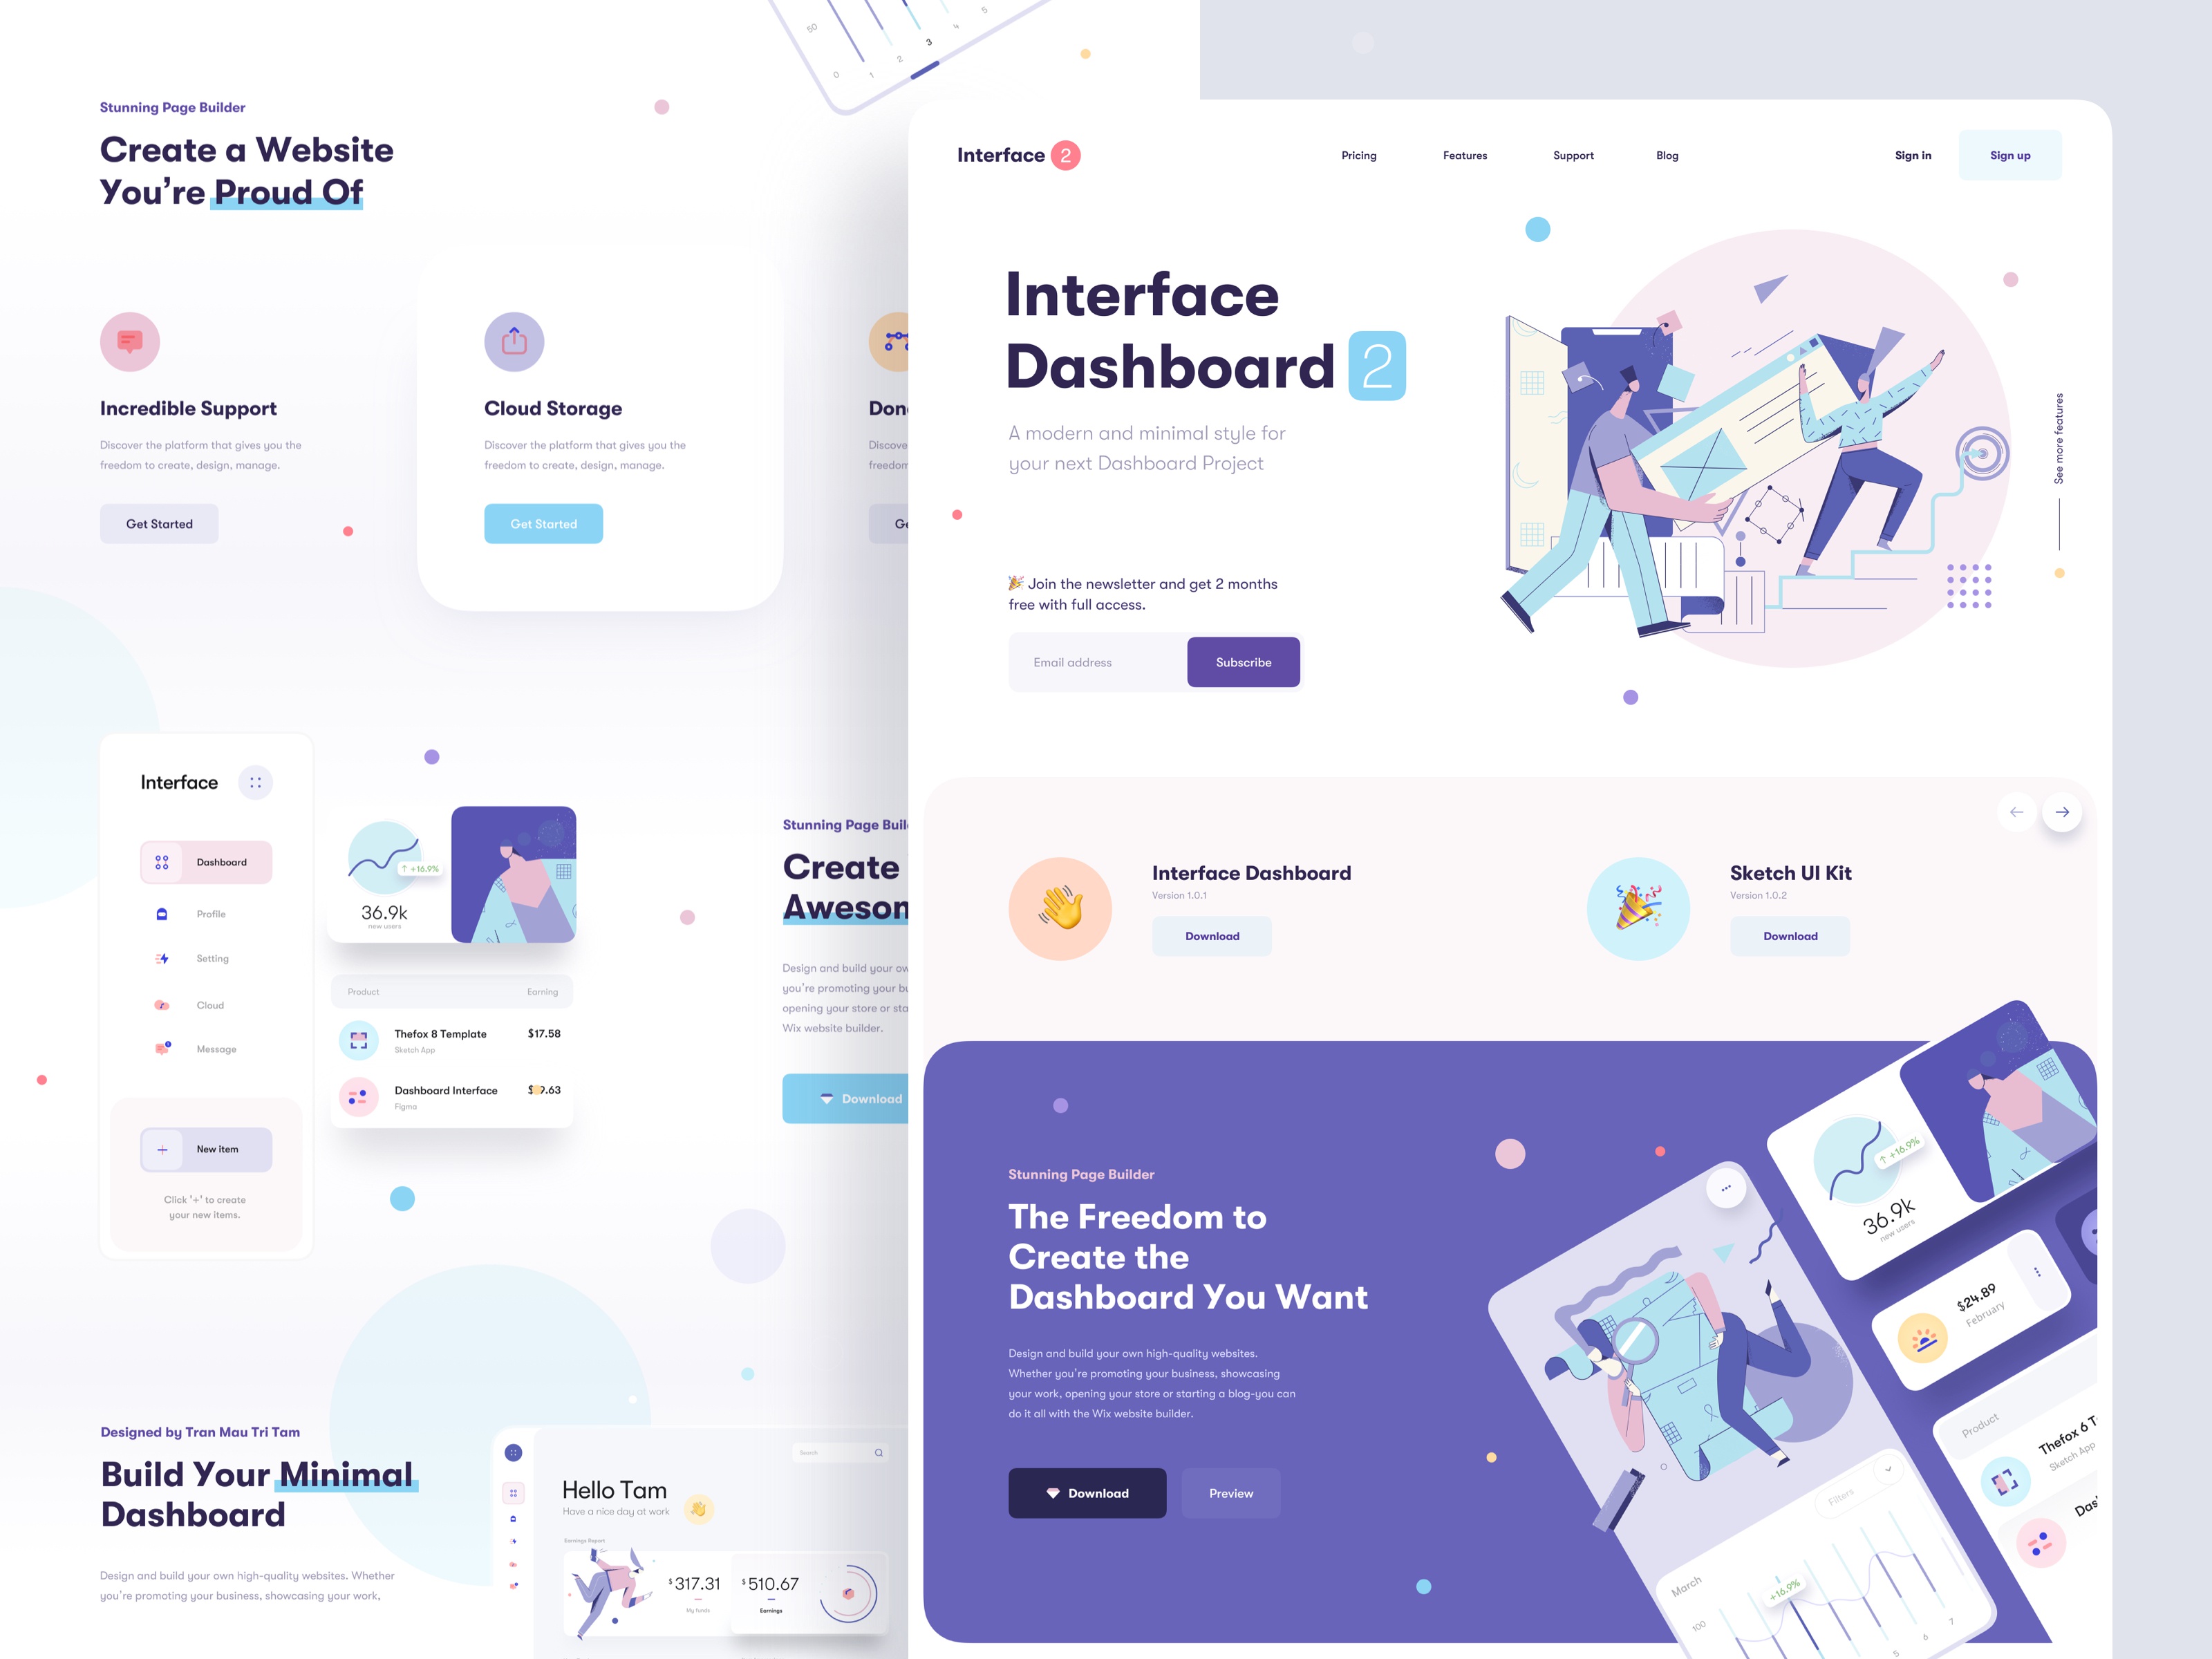 50
0
1
2
3
4
5
Stunning Page Builder
Create a Website
You're Proud Of
Incredible Support
Discover the platform that gives you the
freedom to create, design, manage.
Get Started
Cloud Storage
Discover the platform that gives you the
freedom to create, design, manage.
Get Started
Interface
Dashboard
Profile
Setting
Cloud
Message
New item
Click '+' to create
your new items.
↑ +16.9%
36.9k
new users
Product Earning
Thefox 8 Template $17.58
Sketch App
Dashboard Interface
Figma
Stunning Page
Create
Design and build your
you're promoting your
opening your store or
Wix website builder.
Download
Designed by Tran Mau Tri Tam
Build Your Minimal
Dashboard
Design and build your own high-quality websites. Whether
you're promoting your business, showcasing your work,
Search
Hello Tam
Have a nice day at work 👋
Earnings Report
$317.31
My funds
$510.67
Earnings
Interface 2
Pricing Features Support Blog Sign in Sign up
Interface
Dashboard 2
A modern and minimal style for
your next Dashboard Project
🎉 Join the newsletter and get 2 months
free with full access.
Email address Subscribe
See more features
Interface Dashboard
Version 1.0.1
Download
Sketch UI Kit
Version 1.0.2
Download
Stunning Page Builder
The Freedom to
Create the
Dashboard You Want
Design and build your own high-quality websites.
Whether you're promoting your business, showcasing
your work, opening your store or starting a blog-you can
do it all with the Wix website builder.
Download Preview
↑ +16.9%
36.9k
new users
$24.89
February
Product
Thefox 6
Sketch App
Filters
March
+16.9%
100
5
6
7